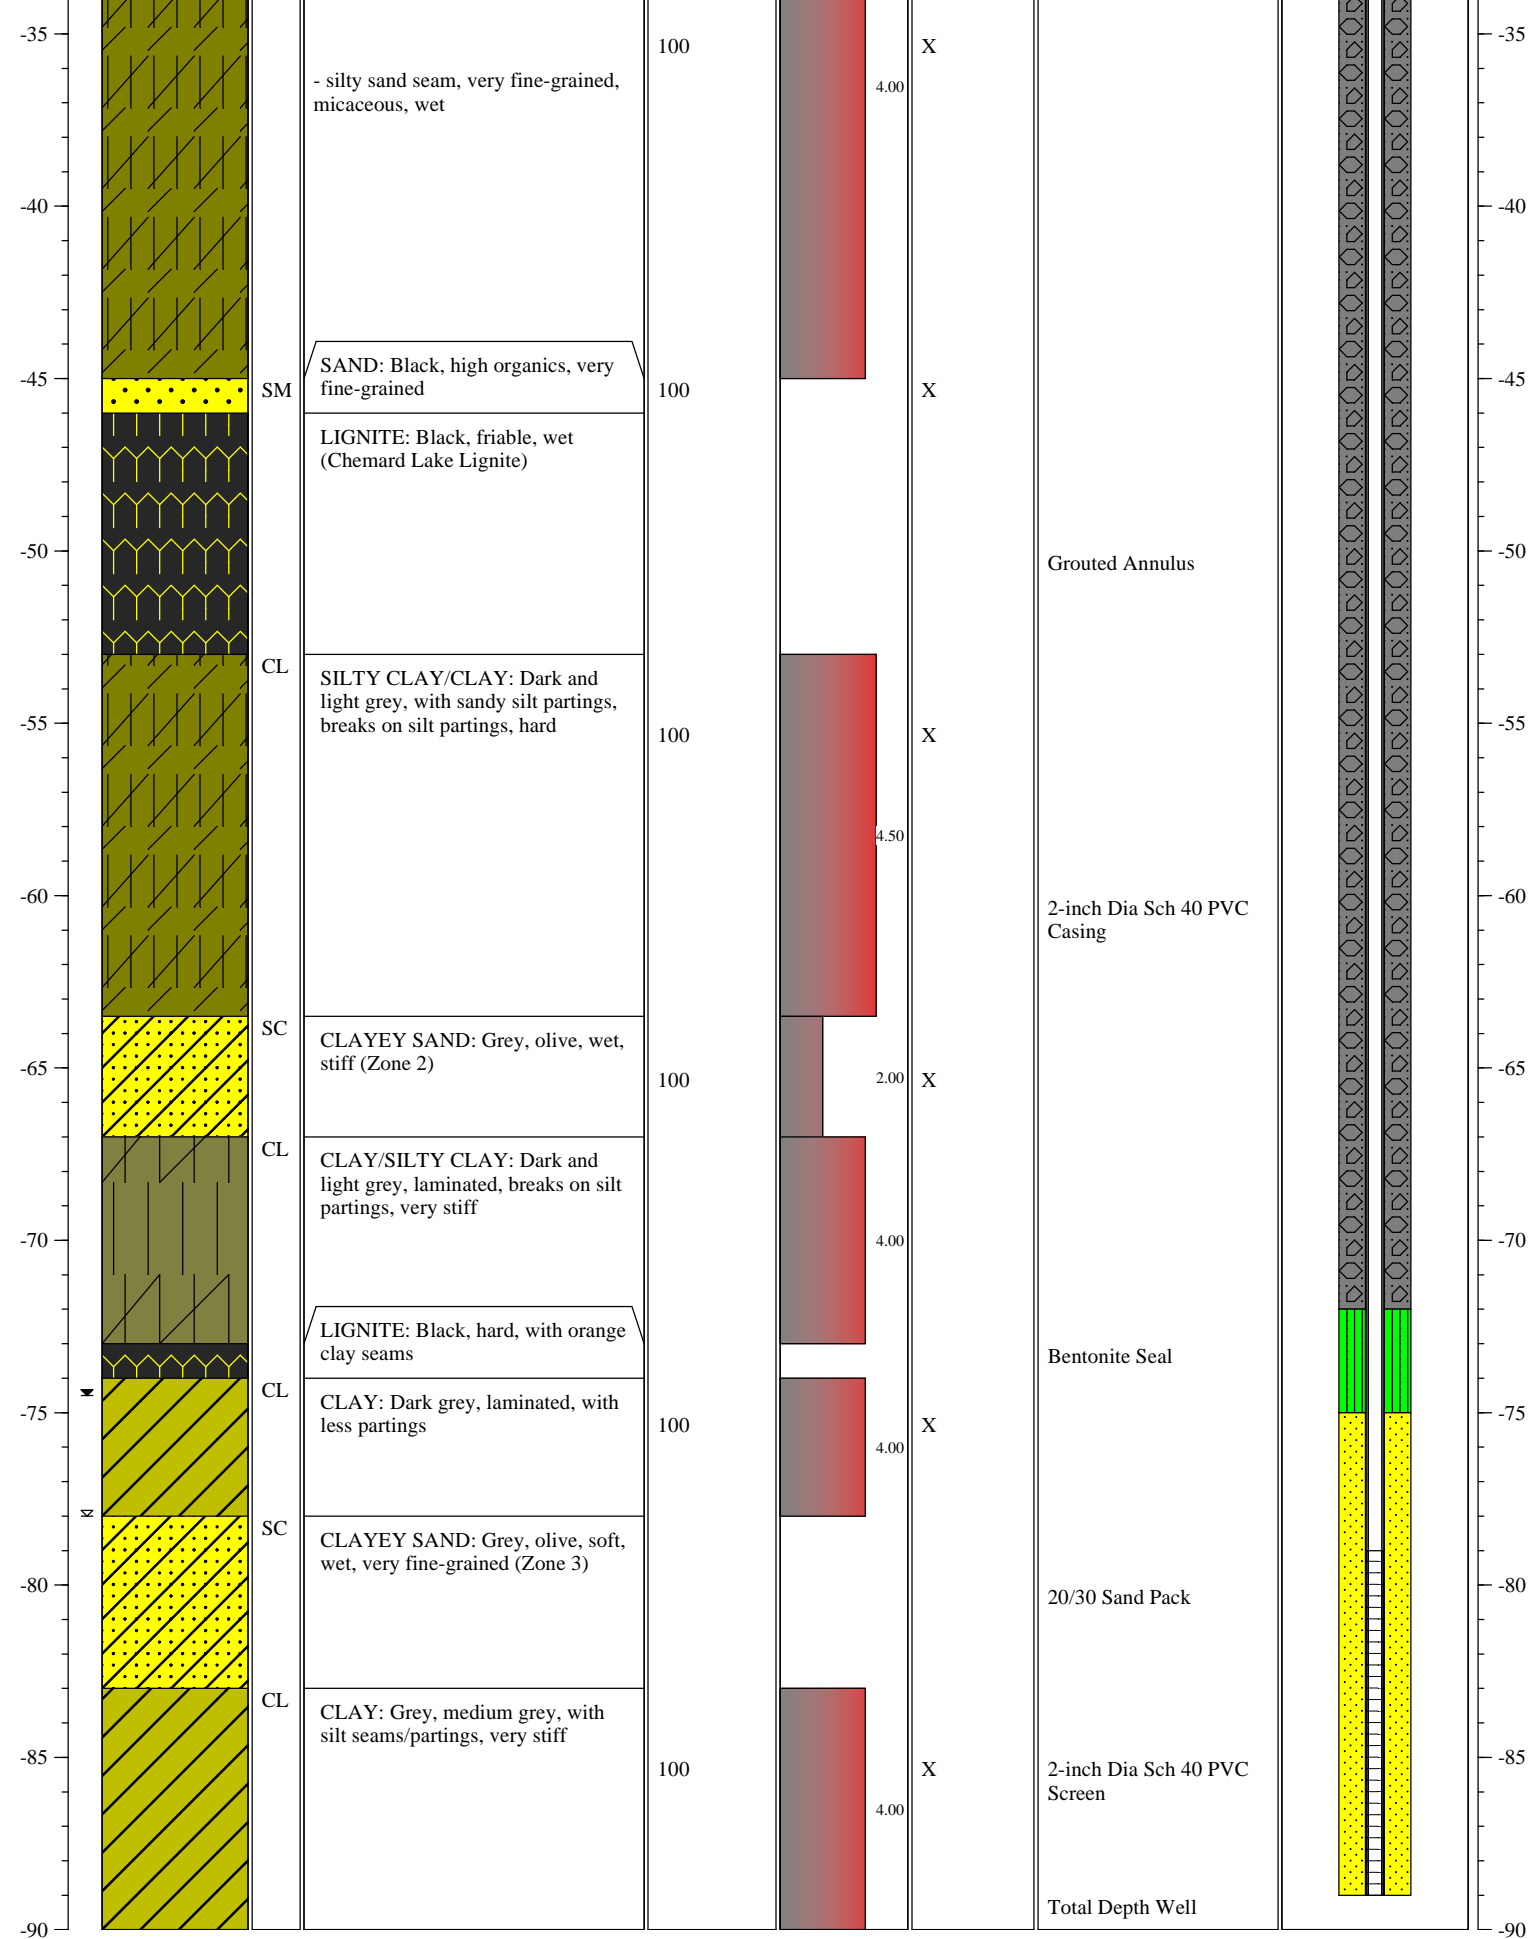 -35
100
X
-35
- silty sand seam, very fine-grained,
micaceous, wet
4.00
-40
-40
SAND: Black, high organics, very
fine-grained
-45
SM
100
X
-45
LIGNITE: Black, friable, wet
(Chemard Lake Lignite)
-50
Grouted Annulus
-50
CL
SILTY CLAY/CLAY: Dark and
light grey, with sandy silt partings,
breaks on silt partings, hard
-55
100
X
-55
4.50
-60
2-inch Dia Sch 40 PVC
Casing
-60
SC
CLAYEY SAND: Grey, olive, wet,
stiff (Zone 2)
-65
100
2.00
X
-65
CL
CLAY/SILTY CLAY: Dark and
light grey, laminated, breaks on silt
partings, very stiff
-70
4.00
-70
LIGNITE: Black, hard, with orange
clay seams
Bentonite Seal
CL
CLAY: Dark grey, laminated, with
less partings
-75
100
4.00
X
-75
SC
CLAYEY SAND: Grey, olive, soft,
wet, very fine-grained (Zone 3)
-80
20/30 Sand Pack
-80
CL
CLAY: Grey, medium grey, with
silt seams/partings, very stiff
-85
100
X
2-inch Dia Sch 40 PVC
Screen
-85
4.00
Total Depth Well
-90
-90